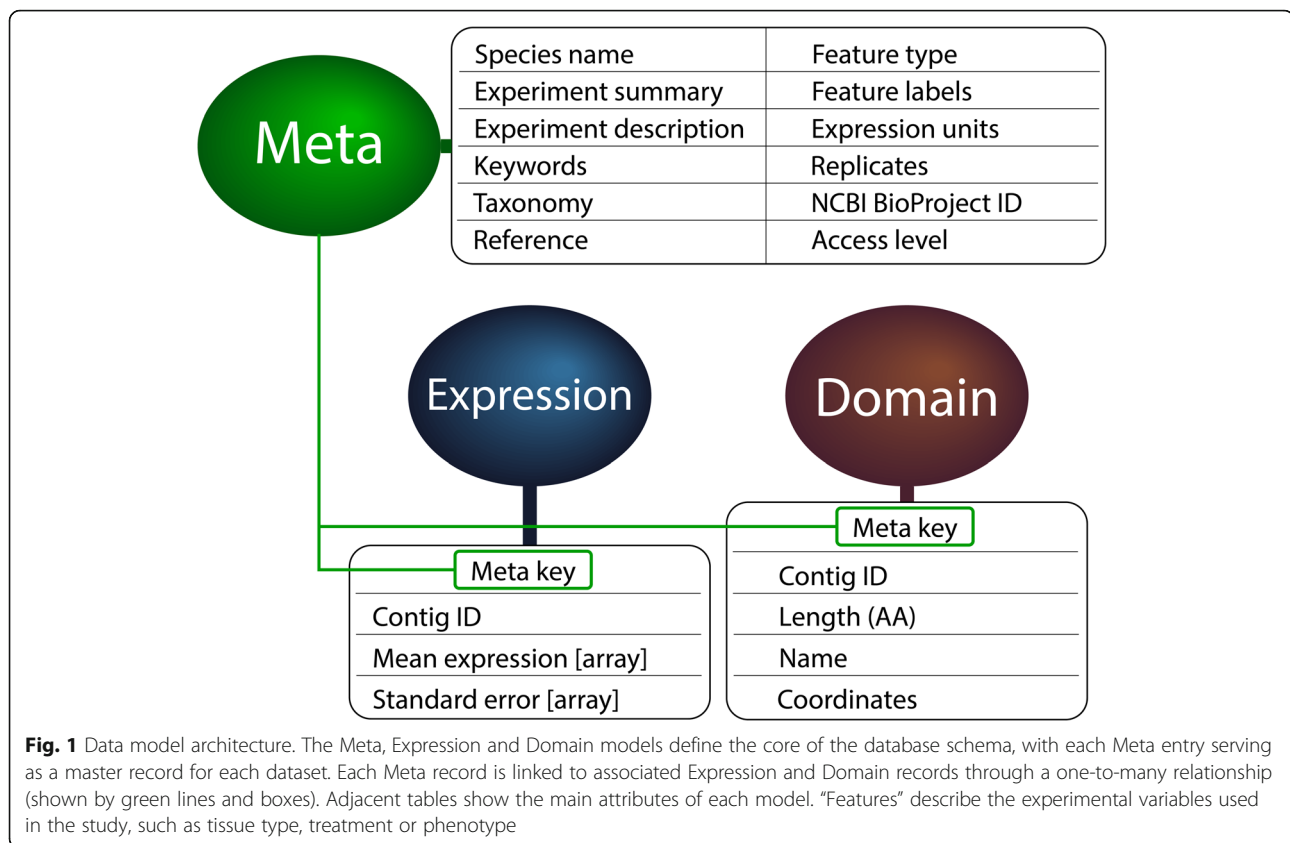 Meta
Species name Feature type
Experiment summary Feature labels
Experiment description Expression units
Keywords Replicates
Taxonomy NCBI BioProject ID
Reference Access level
Expression
Domain
Meta key
Contig ID
Mean expression [array]
Standard error [array]
Meta key
Contig ID
Length (AA)
Name
Coordinates
Fig. 1 Data model architecture. The Meta, Expression and Domain models define the core of the database schema, with each Meta entry serving
as a master record for each dataset. Each Meta record is linked to associated Expression and Domain records through a one-to-many relationship
(shown by green lines and boxes). Adjacent tables show the main attributes of each model. “Features” describe the experimental variables used
in the study, such as tissue type, treatment or phenotype